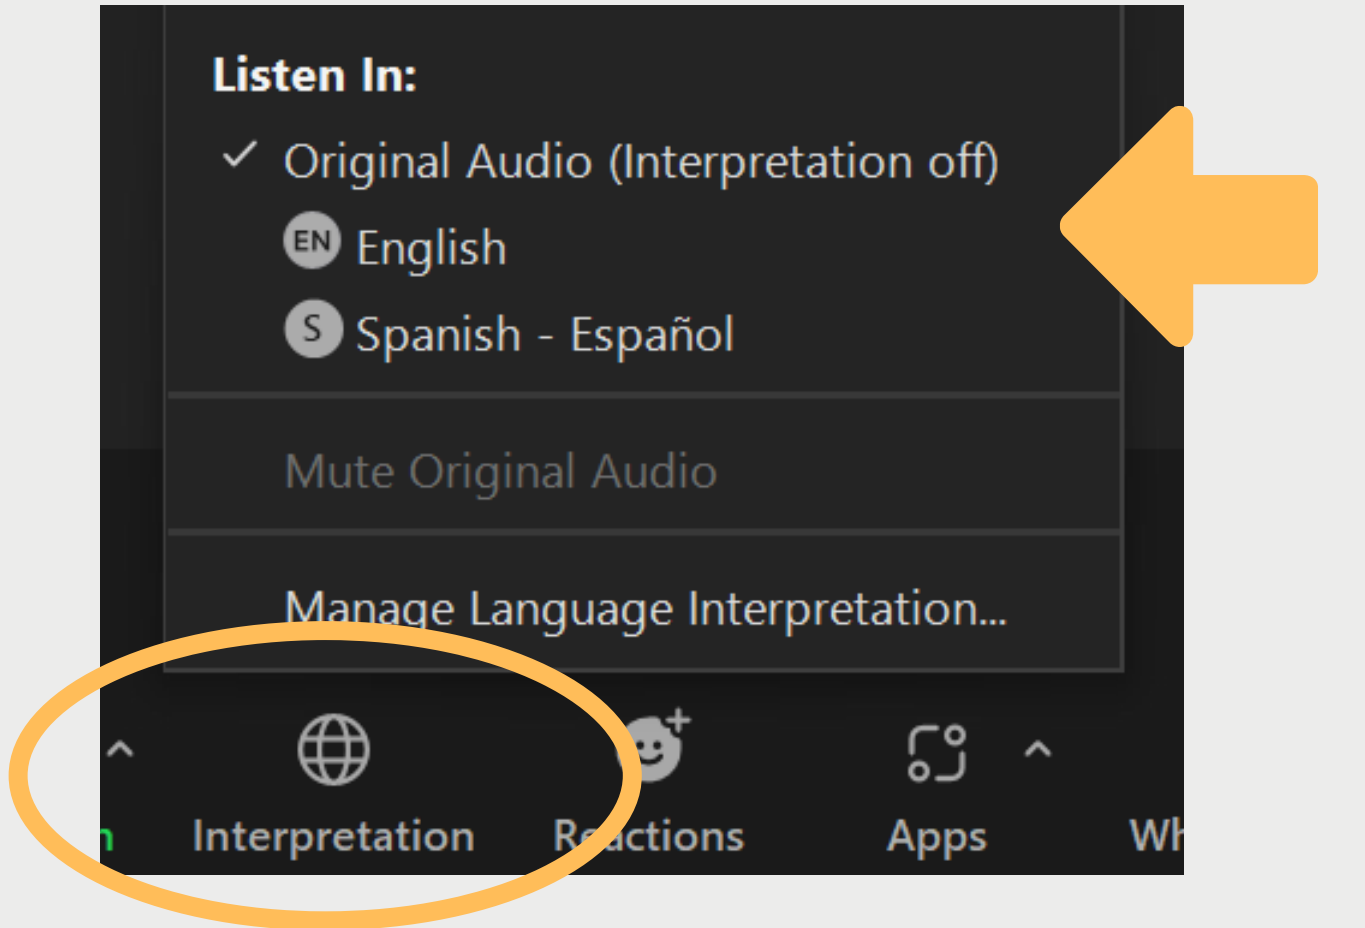 Listen In:
Original Audio (Interpretation off)
EN English
S Spanish - Español
Mute Original Audio
Manage Language Interpretation...
Interpretation Reactions Apps